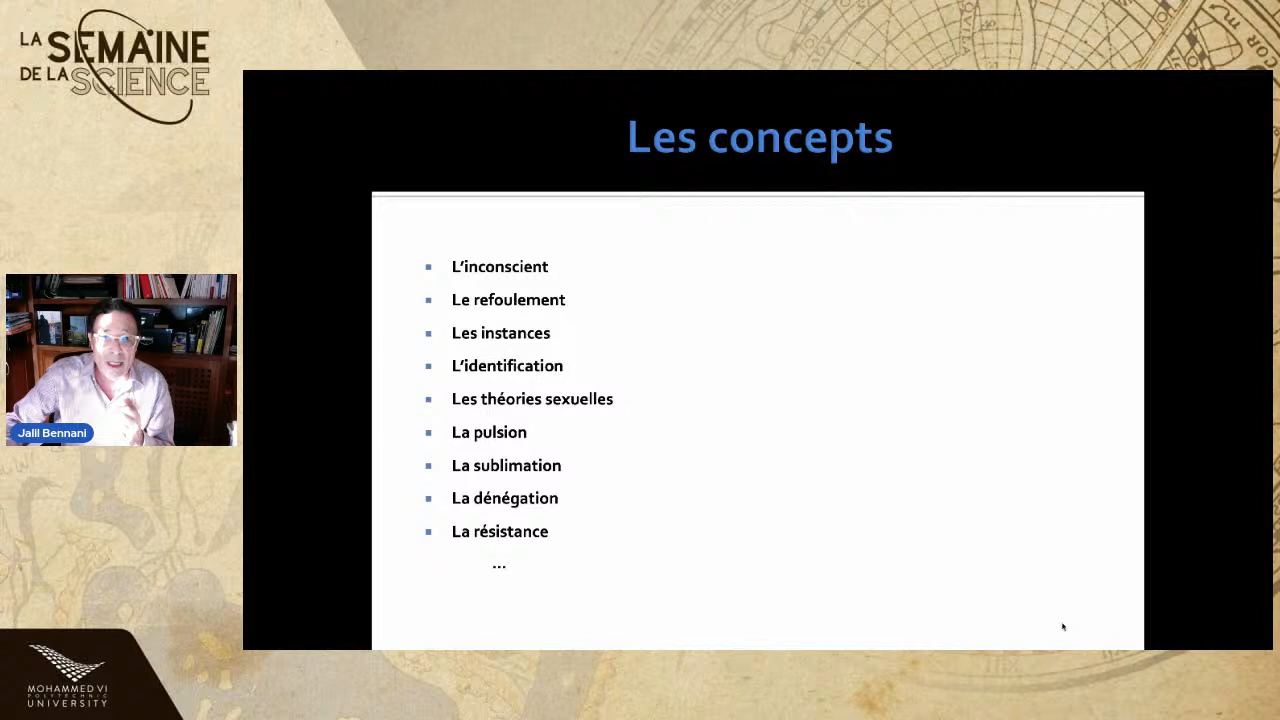 LA SEMAINE
DE LA SCIENCE
Les concepts
L'inconscient
Le refoulement
Les instances
L'identification
Les théories sexuelles
La pulsion
La sublimation
La dénégation
La résistance
...
Jalil Bennani
MOHAMMED VI
POLYTECHNIC
UNIVERSITY